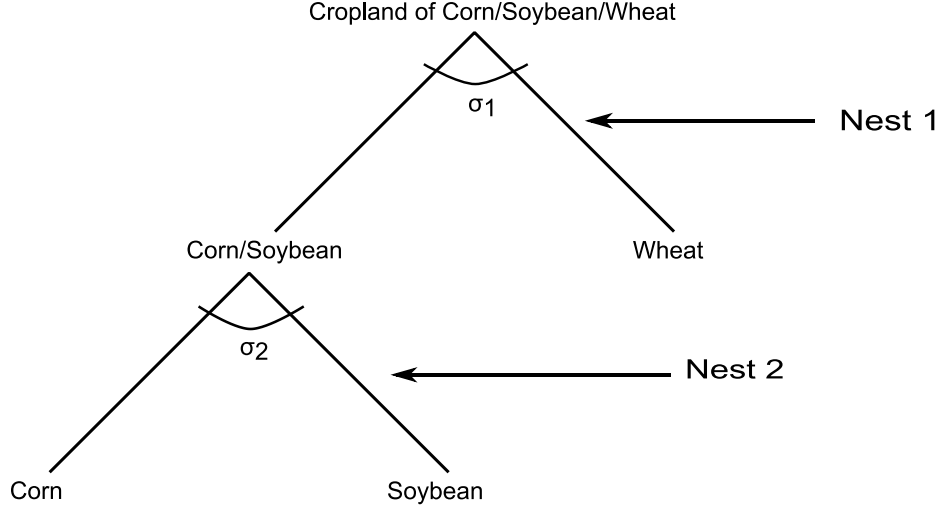 Cropland of Corn/Soybean/Wheat
σ1
Nest 1
Corn/Soybean
Wheat
σ2
Nest 2
Corn
Soybean